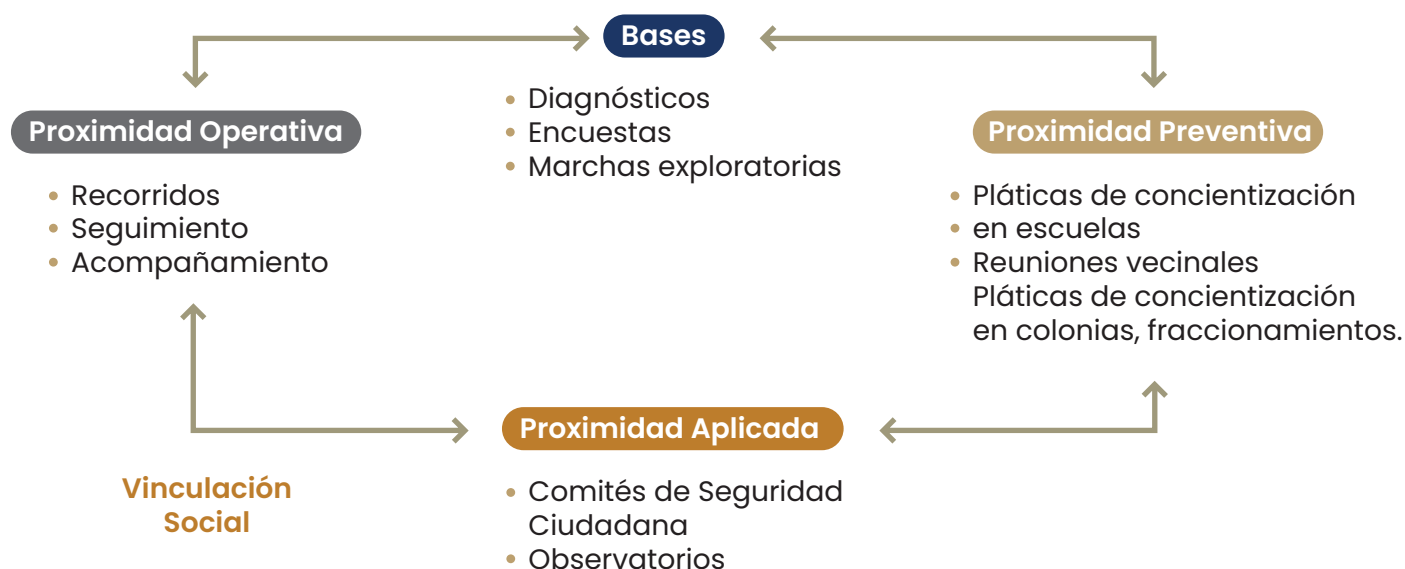 Bases
• Diagnósticos
• Encuestas
• Marchas exploratorias
Proximidad Operativa
• Recorridos
• Seguimiento
• Acompañamiento
Proximidad Preventiva
• Pláticas de concientización
• en escuelas
• Reuniones vecinales
Pláticas de concientización
en colonias, fraccionamientos.
Proximidad Aplicada
• Comités de Seguridad
Ciudadana
• Observatorios
Vinculación
Social